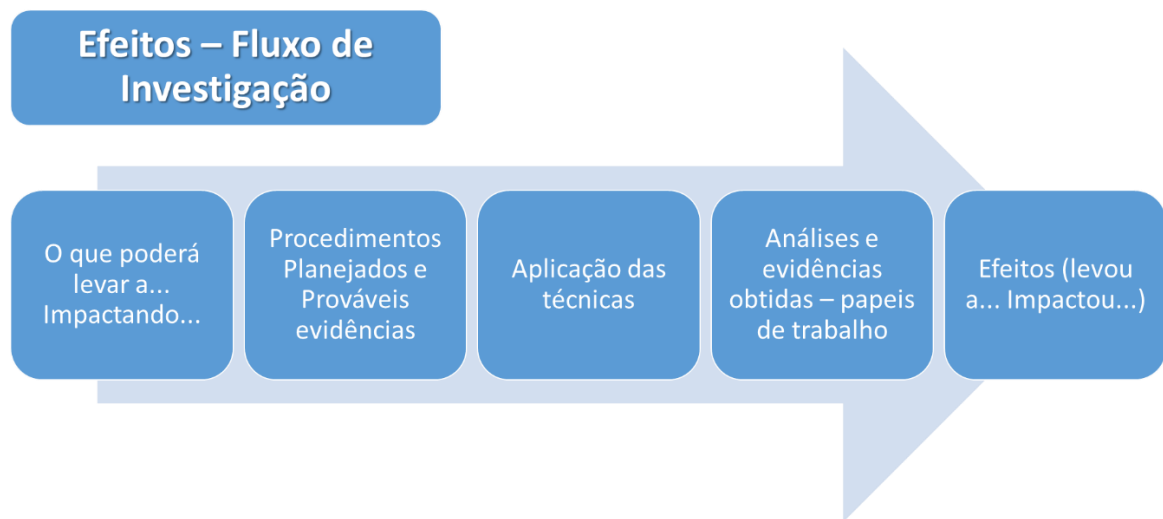 Efeitos – Fluxo de
Investigação
O que poderá
levar a...
Impactando...
Procedimentos
Planejados e
Prováveis
evidências
Aplicação das
técnicas
Análises e
evidências
obtidas – papeis
de trabalho
Efeitos (levou
a... Impactou...)